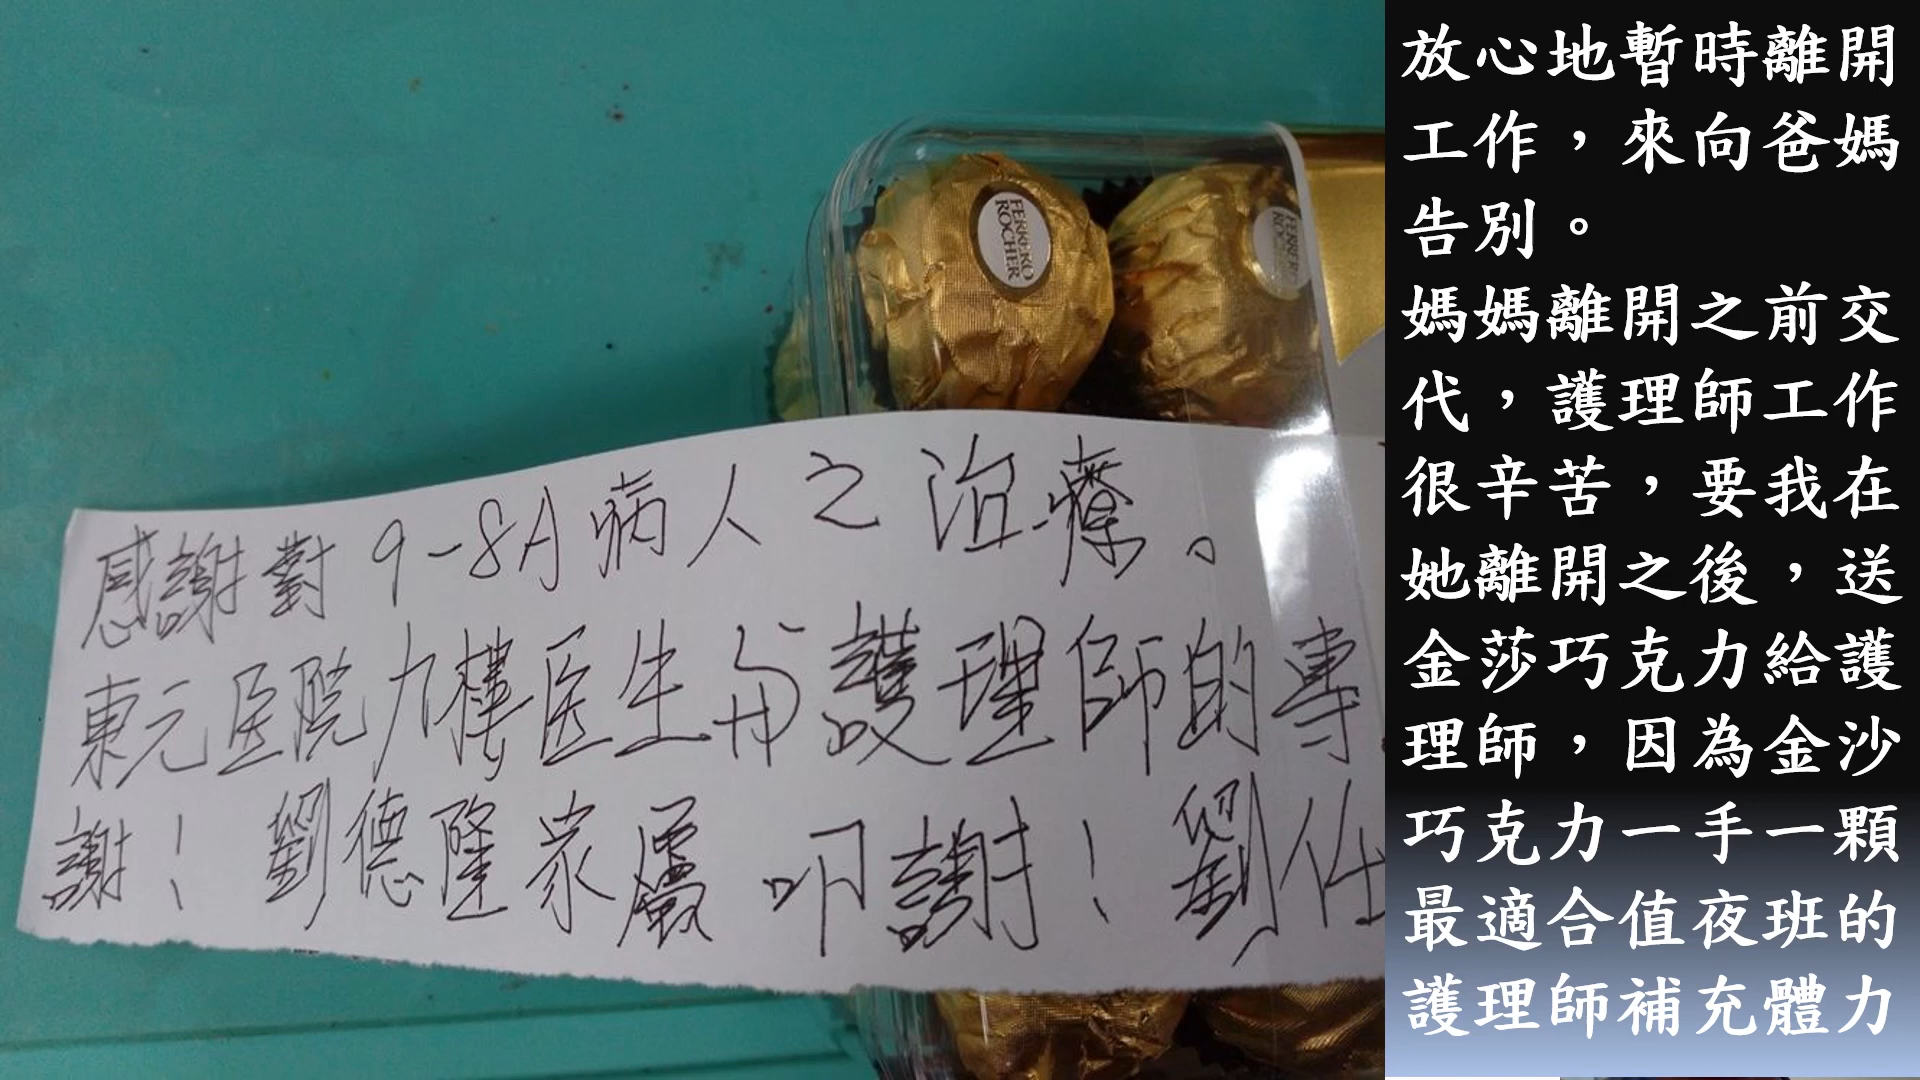 FERRERO
ROCHER
FERRERO
ROCHER
感謝對9-8A病人之治療。
東元医院九樓医生与護理師的專
謝！劉德隆家屬叩謝！劉仕
放心地暫時離開
工作，來向爸媽
告別。
媽媽離開之前交
代，護理師工作
很辛苦，要我在
她離開之後，送
金莎巧克力給護
理師，因為金沙
巧克力一手一顆
最適合值夜班的
護理師補充體力